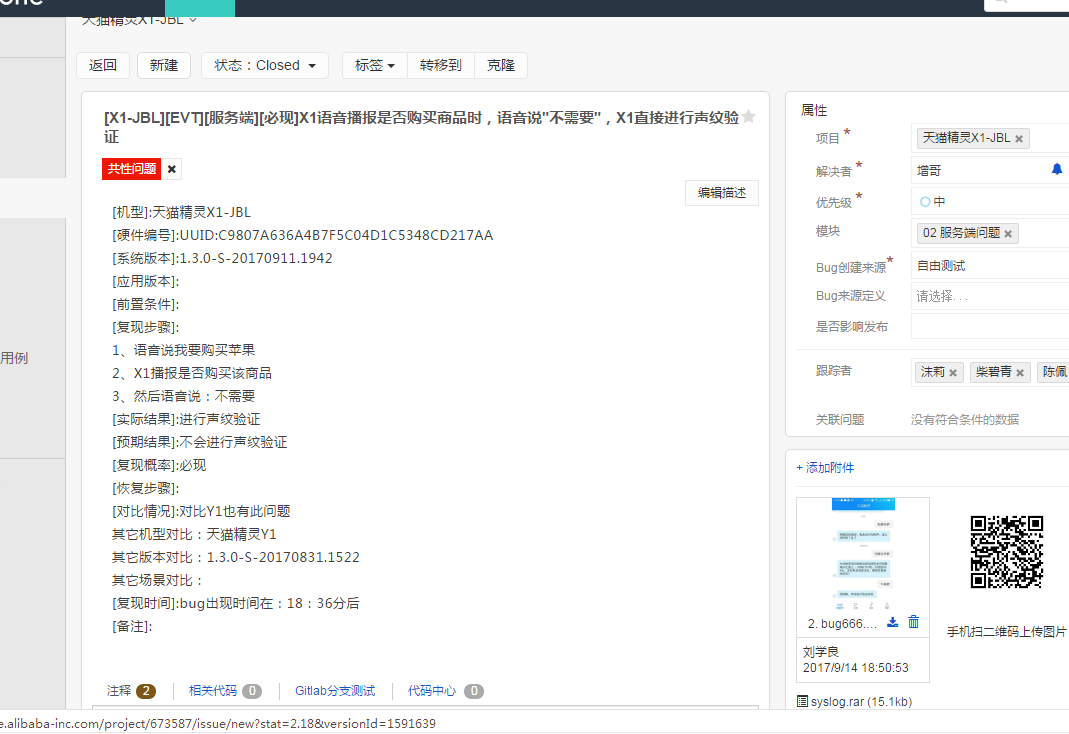 one
天猫精灵X1-JBL
返回
新建
状态：Closed
标签
转移到
克隆
[X1-JBL][EVT][服务端][必现]X1语音播报是否购买商品时，语音说"不需要"，X1直接进行声纹验
证
共性问题 ×
编辑描述
[机型]:天猫精灵X1-JBL
[硬件编号]:UUID:C9807A636A4B7F5C04D1C5348CD217AA
[系统版本]:1.3.0-S-20170911.1942
[应用版本]:
[前置条件]:
[复现步骤]:
1、语音说我要购买苹果
2、X1播报是否购买该商品
3、然后语音说：不需要
[实际结果]:进行声纹验证
[预期结果]:不会进行声纹验证
[复现概率]:必现
[恢复步骤]:
[对比情况]:对比Y1也有此问题
其它机型对比：天猫精灵Y1
其它版本对比：1.3.0-S-20170831.1522
其它场景对比：
[复现时间]:bug出现时间在：18：36分后
[备注]:
注释 2
相关代码 0
Gitlab分支测试
代码中心 0
用例
属性
项目 * 天猫精灵X1-JBL ×
解决者 * 增哥
优先级 * 中
模块 02 服务端问题 ×
Bug创建来源 * 自由测试
Bug来源定义 请选择...
是否影响发布
跟踪者 沫莉 × 柴碧青 × 陈佩
关联问题 没有符合条件的数据
+ 添加附件
2. bug666....
刘学良
2017/9/14 18:50:53
手机扫二维码上传图片
syslog.rar (15.1kb)
e.alibaba-inc.com/project/673587/issue/new?stat=2.18&versionId=1591639